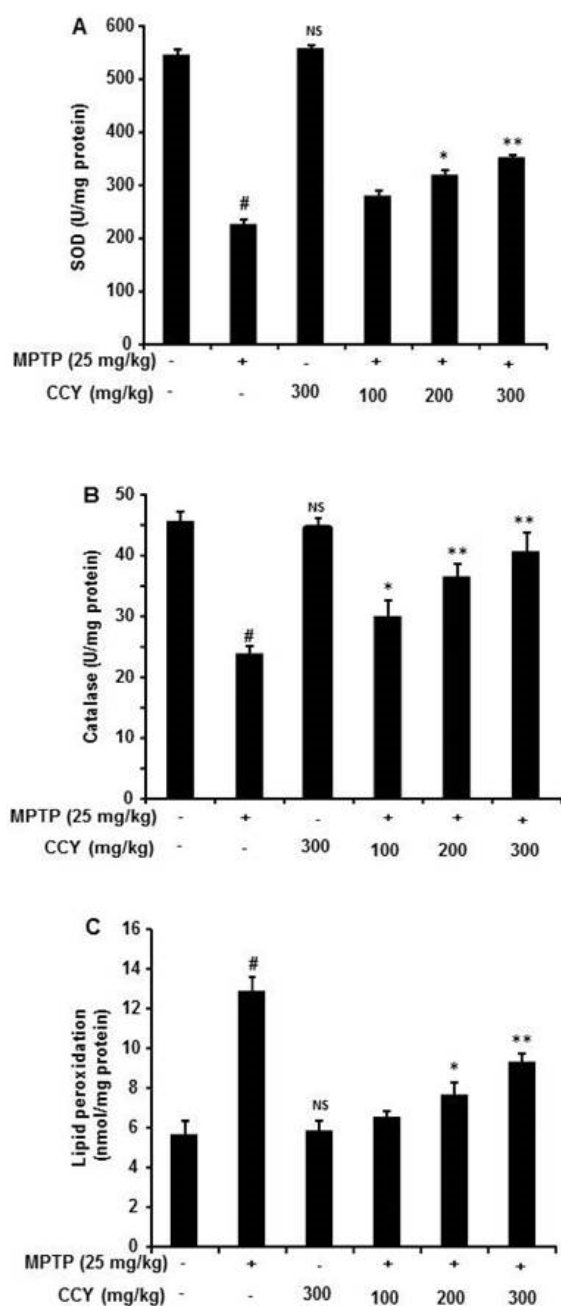 A
600
NS
500
400
**
*
300
#
200
100
0
SOD (U/mg protein)
MPTP (25 mg/kg) - + - + + +
CCY (mg/kg) - - 300 100 200 300
B
50
NS
**
40
**
*
30
#
20
10
0
Catalase (U/mg protein)
MPTP (25 mg/kg) - + - + + +
CCY (mg/kg) - - 300 100 200 300
C
16
14
#
12
10
**
*
8
NS
6
4
2
0
Lipid peroxidation
(nmol/mg protein)
MPTP (25 mg/kg) - + - + + +
CCY (mg/kg) - - 300 100 200 300